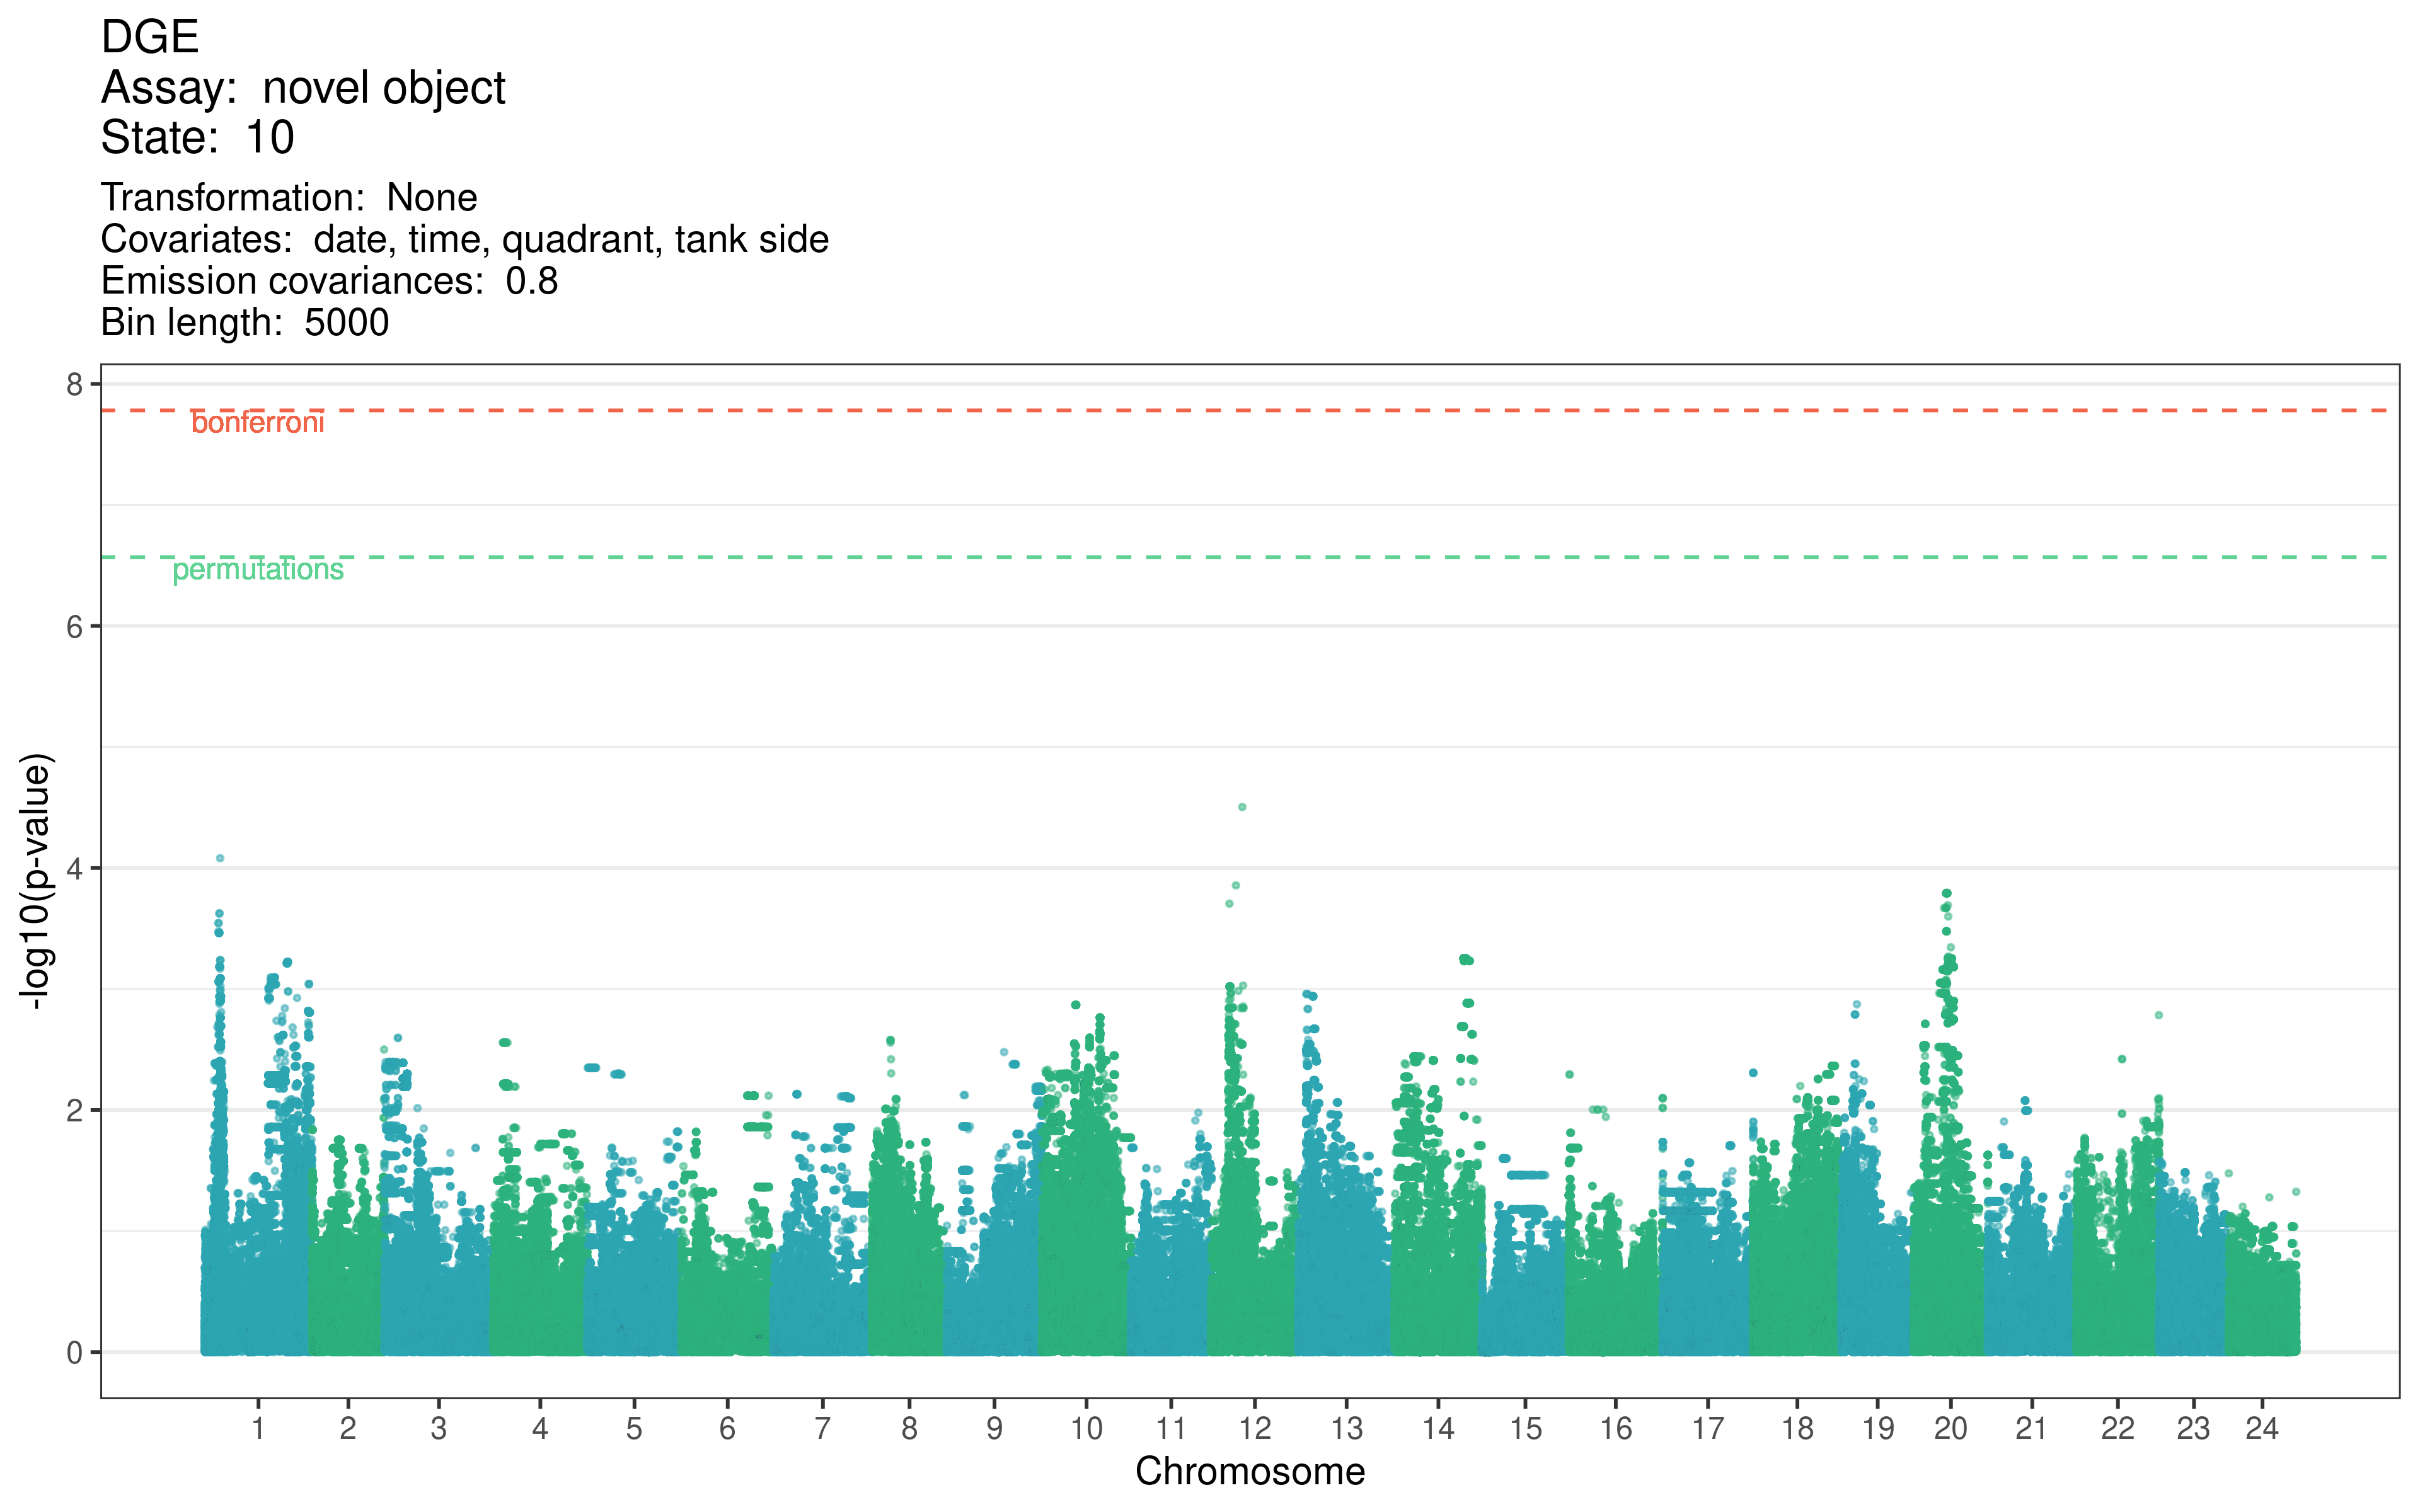 DGE
Assay:  novel object
State:  10
Transformation:  None
Covariates:  date, time, quadrant, tank side
Emission covariances:  0.8
Bin length:  5000
8
bonferroni
permutations
6
4
2
0
-log10(p-value)
1 2 3 4 5 6 7 8 9 10 11 12 13 14 15 16 17 18 19 20 21 22 23 24
Chromosome